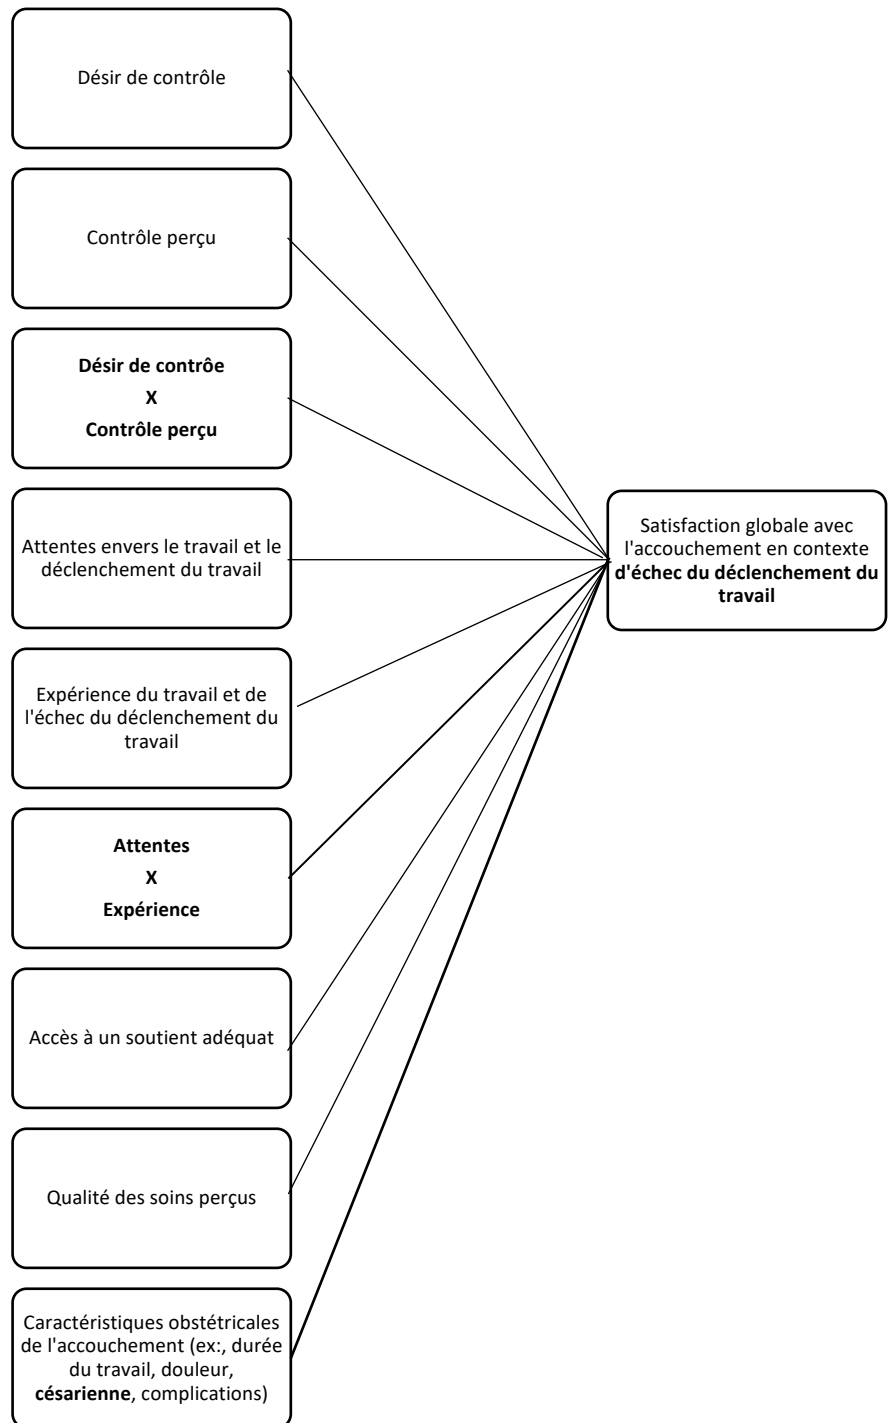 Désir de contrôle
Contrôle perçu
Désir de contrôe
X
Contrôle perçu
Attentes envers le travail et le
déclenchement du travail
Expérience du travail et de
l'échec du déclenchement du
travail
Attentes
X
Expérience
Accès à un soutient adéquat
Qualité des soins perçus
Caractéristiques obstétricales
de l'accouchement (ex:, durée
du travail, douleur,
césarienne, complications)
Satisfaction globale avec
l'accouchement en contexte
d'échec du déclenchement du
travail